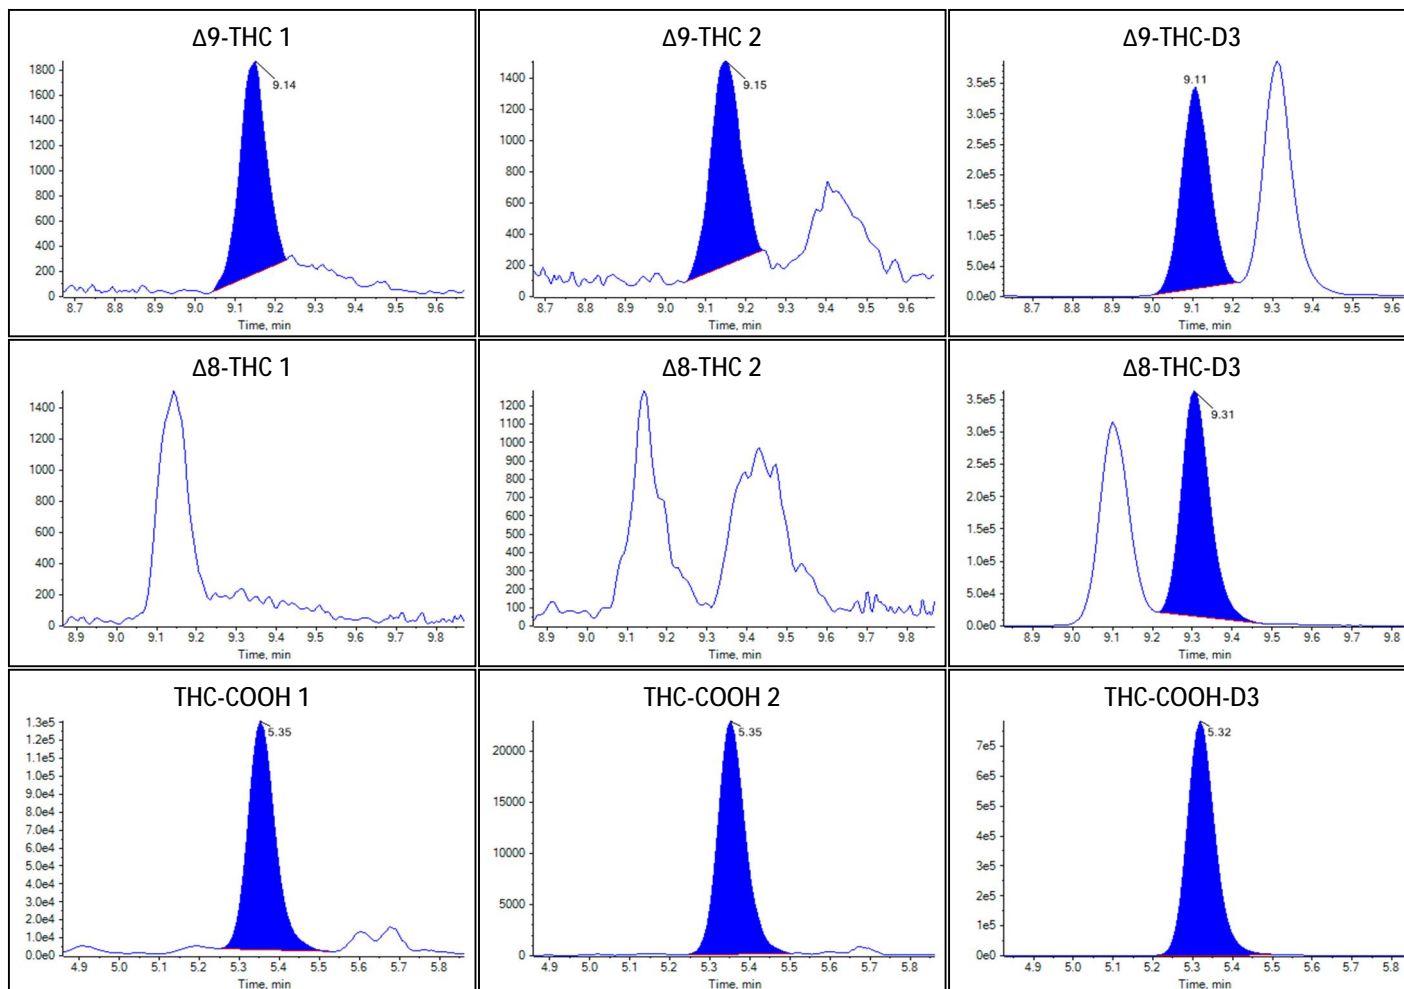 Δ9-THC 1
1800
1600
1400
1200
1000
800
600
400
200
0
9.14
8.7 8.8 8.9 9.0 9.1 9.2 9.3 9.4 9.5 9.6
Time, min
Δ9-THC 2
1400
1200
1000
800
600
400
200
0
9.15
8.7 8.8 8.9 9.0 9.1 9.2 9.3 9.4 9.5 9.6
Time, min
Δ9-THC-D3
3.5e5
3.0e5
2.5e5
2.0e5
1.5e5
1.0e5
5.0e4
0.0e0
9.11
8.7 8.8 8.9 9.0 9.1 9.2 9.3 9.4 9.5 9.6
Time, min
Δ8-THC 1
1400
1200
1000
800
600
400
200
0
8.9 9.0 9.1 9.2 9.3 9.4 9.5 9.6 9.7 9.8
Time, min
Δ8-THC 2
1200
1100
1000
900
800
700
600
500
400
300
200
100
0
8.9 9.0 9.1 9.2 9.3 9.4 9.5 9.6 9.7 9.8
Time, min
Δ8-THC-D3
3.5e5
3.0e5
2.5e5
2.0e5
1.5e5
1.0e5
5.0e4
0.0e0
9.31
8.9 9.0 9.1 9.2 9.3 9.4 9.5 9.6 9.7 9.8
Time, min
THC-COOH 1
1.3e5
1.2e5
1.1e5
1.0e5
9.0e4
8.0e4
7.0e4
6.0e4
5.0e4
4.0e4
3.0e4
2.0e4
1.0e4
0.0e0
5.35
4.9 5.0 5.1 5.2 5.3 5.4 5.5 5.6 5.7 5.8
Time, min
THC-COOH 2
20000
15000
10000
5000
0
5.35
4.9 5.0 5.1 5.2 5.3 5.4 5.5 5.6 5.7 5.8
Time, min
THC-COOH-D3
7e5
6e5
5e5
4e5
3e5
2e5
1e5
0e0
5.32
4.9 5.0 5.1 5.2 5.3 5.4 5.5 5.6 5.7 5.8
Time, min